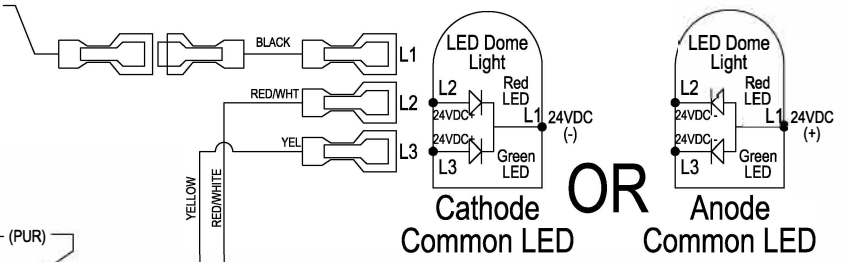 BLACK
L1
RED/WHT
L2
YEL
L3
YELLOW
RED/WHITE
(PUR)
LED Dome
Light
L2
Red
LED
24VDC+
L1
24VDC
(-)
24VDC+
L3
Green
LED
Cathode
Common LED
OR
LED Dome
Light
L2
Red
LED
24VDC-
L1
24VDC
(+)
24VDC-
L3
Green
LED
Anode
Common LED